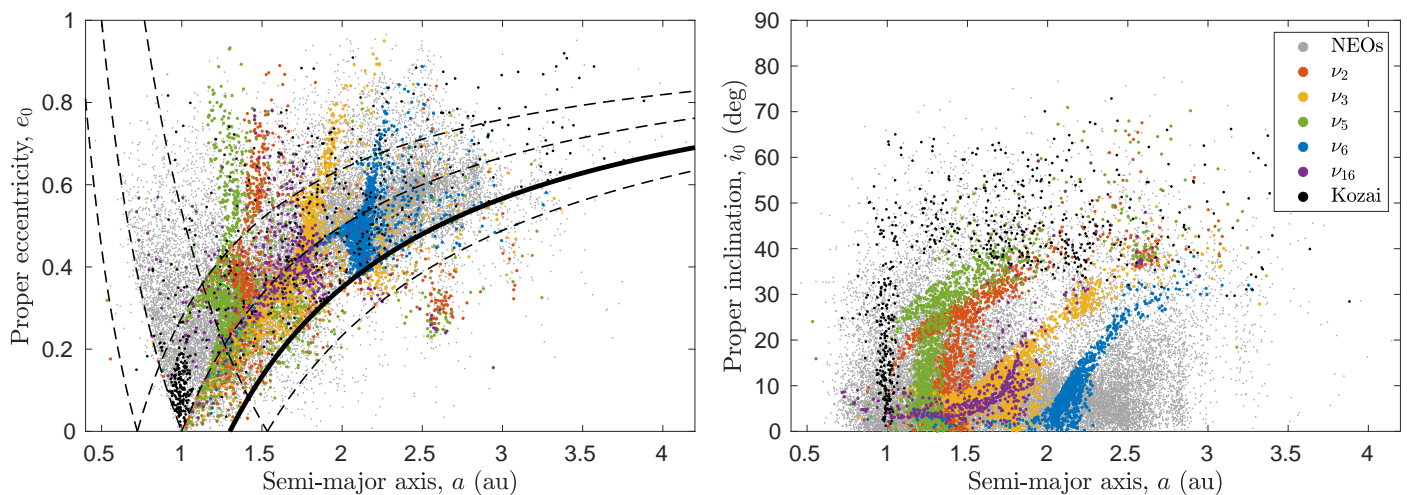 Proper eccentricity, e₀
1
0.8
0.6
0.4
0.2
0
0.5 1 1.5 2 2.5 3 3.5 4
Semi-major axis, a (au)
Proper inclination, i₀ (deg)
90
80
70
60
50
40
30
20
10
0
0.5 1 1.5 2 2.5 3 3.5 4
Semi-major axis, a (au)
NEOs
ν₂
ν₃
ν₅
ν₆
ν₁₆
Kozai